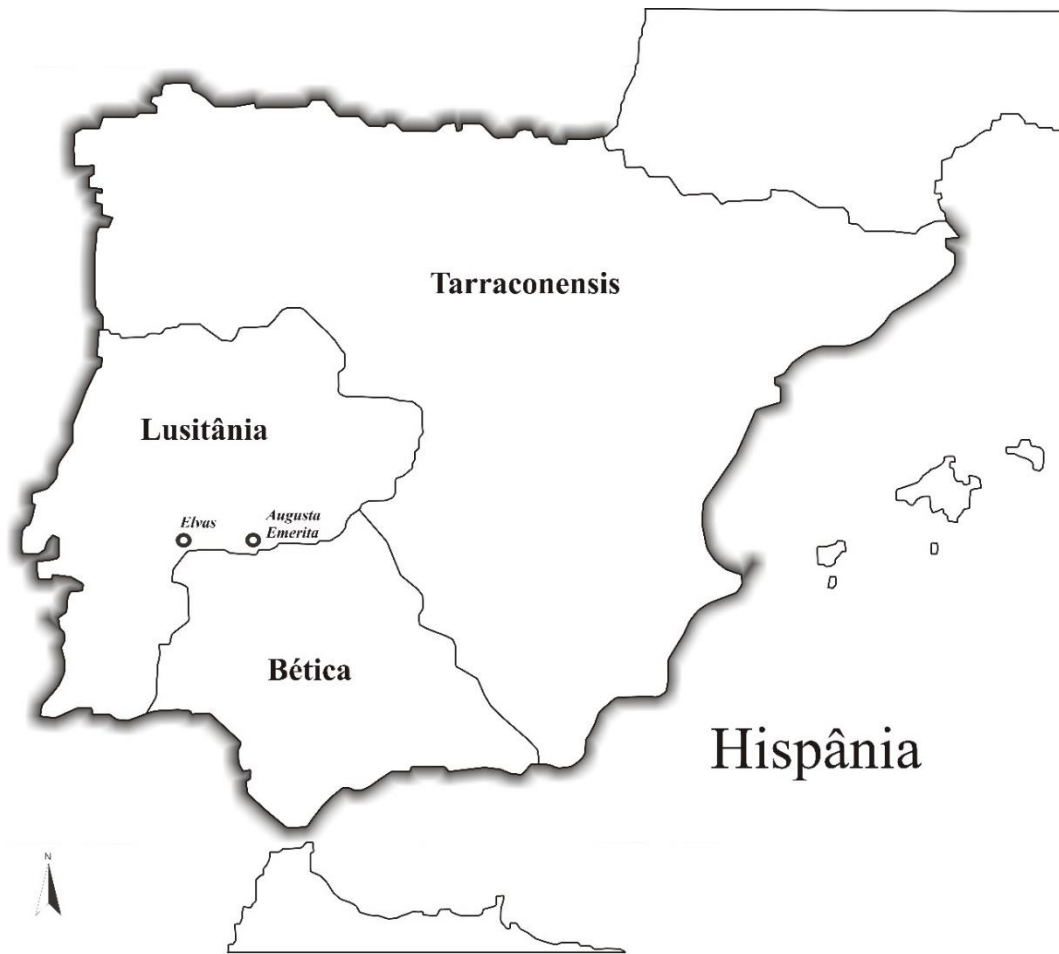 Tarraconensis
Lusitânia
Elvas
Augusta
Emerita
Bética
Hispânia
N